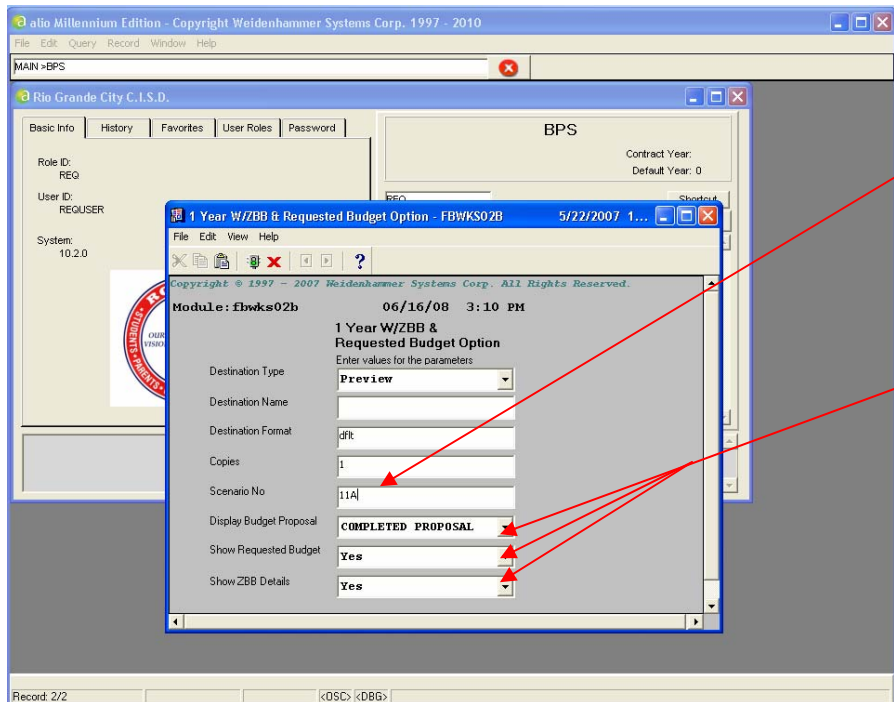 alio Millennium Edition - Copyright Weidenhammer Systems Corp. 1997 - 2010
File Edit Query Record Window Help
MAIN >BPS
Rio Grande City C.I.S.D.
Basic Info History Favorites User Roles Password
BPS
Contract Year:
Default Year: 0
Role ID:
REQ
User ID:
REQUSER
System:
10.2.0
REQ
Shortcut
1 Year W/ZBB & Requested Budget Option - FBWKS02B 5/22/2007 1...
File Edit View Help
Copyright © 1997 - 2007 Weidenhammer Systems Corp. All Rights Reserved.
Module:fbwks02b 06/16/08 3:10 PM
1 Year W/ZBB &
Requested Budget Option
Enter values for the parameters
Destination Type Preview
Destination Name
Destination Format dflt
Copies 1
Scenario No 11A
Display Budget Proposal COMPLETED PROPOSAL
Show Requested Budget Yes
Show ZBB Details Yes
OUR
VISION
STUDENTS-PARENTS-
Record: 2/2 <OSC> <DBG>